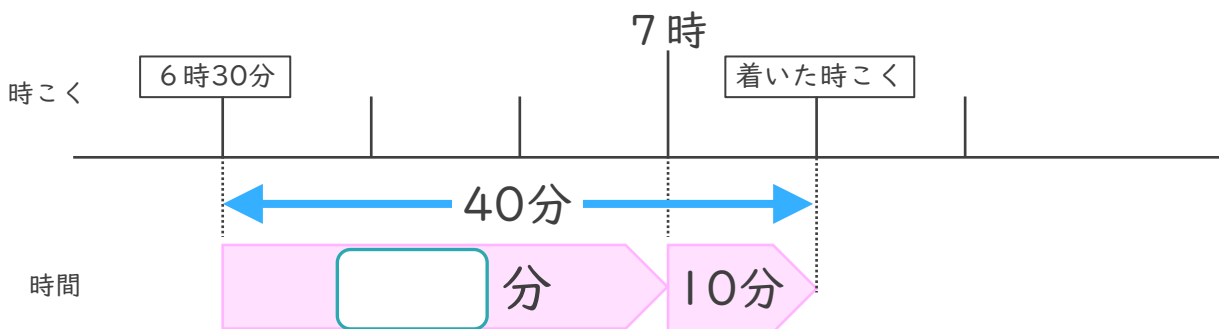 7時
時こく
6時30分
着いた時こく
40分
時間
分
10分